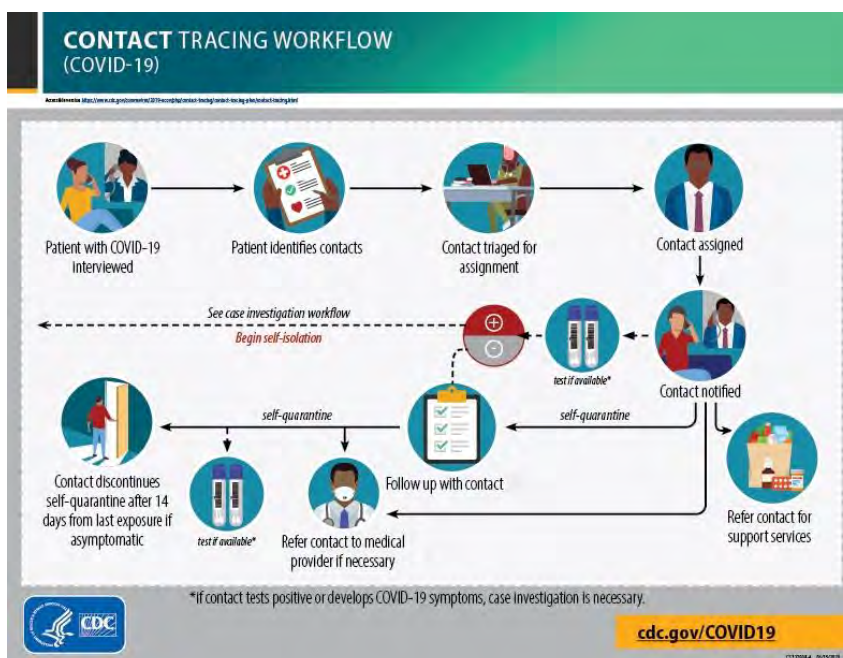 CONTACT TRACING WORKFLOW
(COVID-19)
Patient with COVID-19
interviewed
Patient identifies contacts
Contact triaged for
assignment
Contact assigned
See case investigation workflow
Begin self-isolation
+
-
test if available*
Contact notified
self-quarantine
self-quarantine
Contact discontinues
self-quarantine after 14
days from last exposure if
asymptomatic
test if available*
Refer contact to medical
provider if necessary
Follow up with contact
Refer contact for
support services
*if contact tests positive or develops COVID-19 symptoms, case investigation is necessary.
CDC
cdc.gov/COVID19